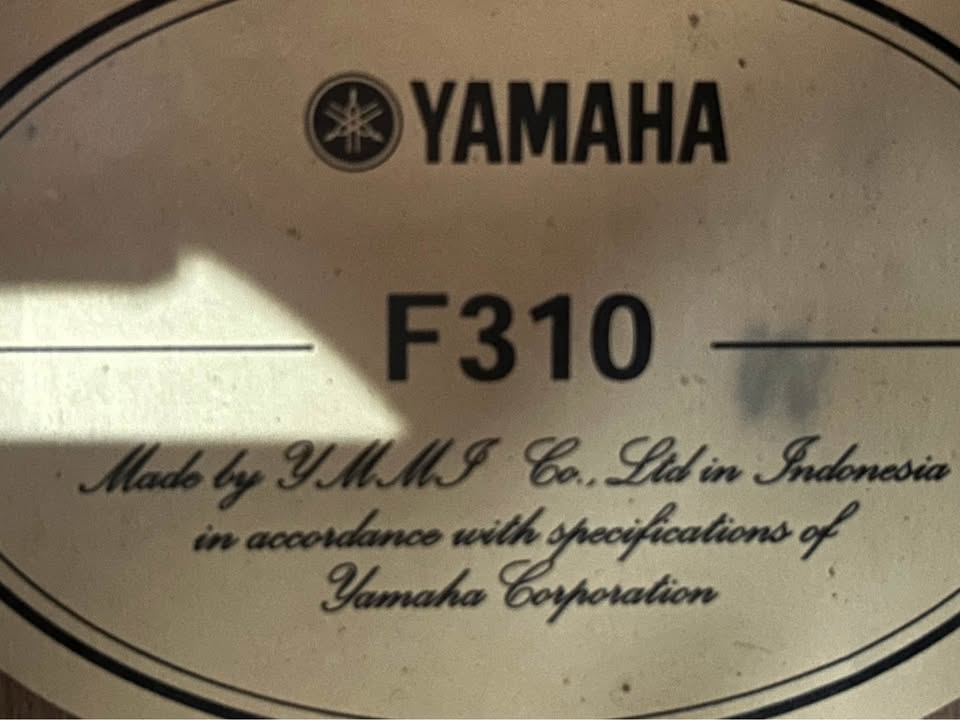 YAMAHA
F310
Made by YMMI Co., Ltd in Indonesia
in accordance with specifications of
Yamaha Corporation